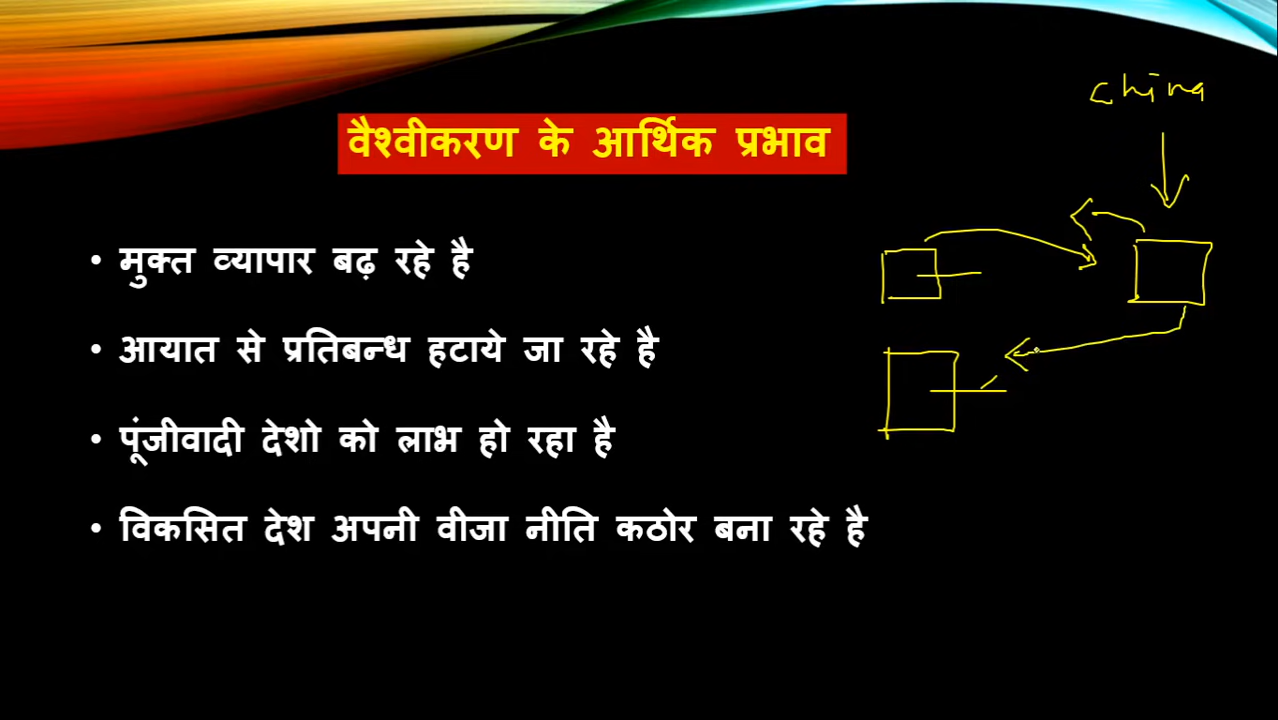 china
वैश्वीकरण के आर्थिक प्रभाव
• मुक्त व्यापार बढ़ रहे है
• आयात से प्रतिबन्ध हटाये जा रहे है
• पूंजीवादी देशो को लाभ हो रहा है
• विकसित देश अपनी वीजा नीति कठोर बना रहे है